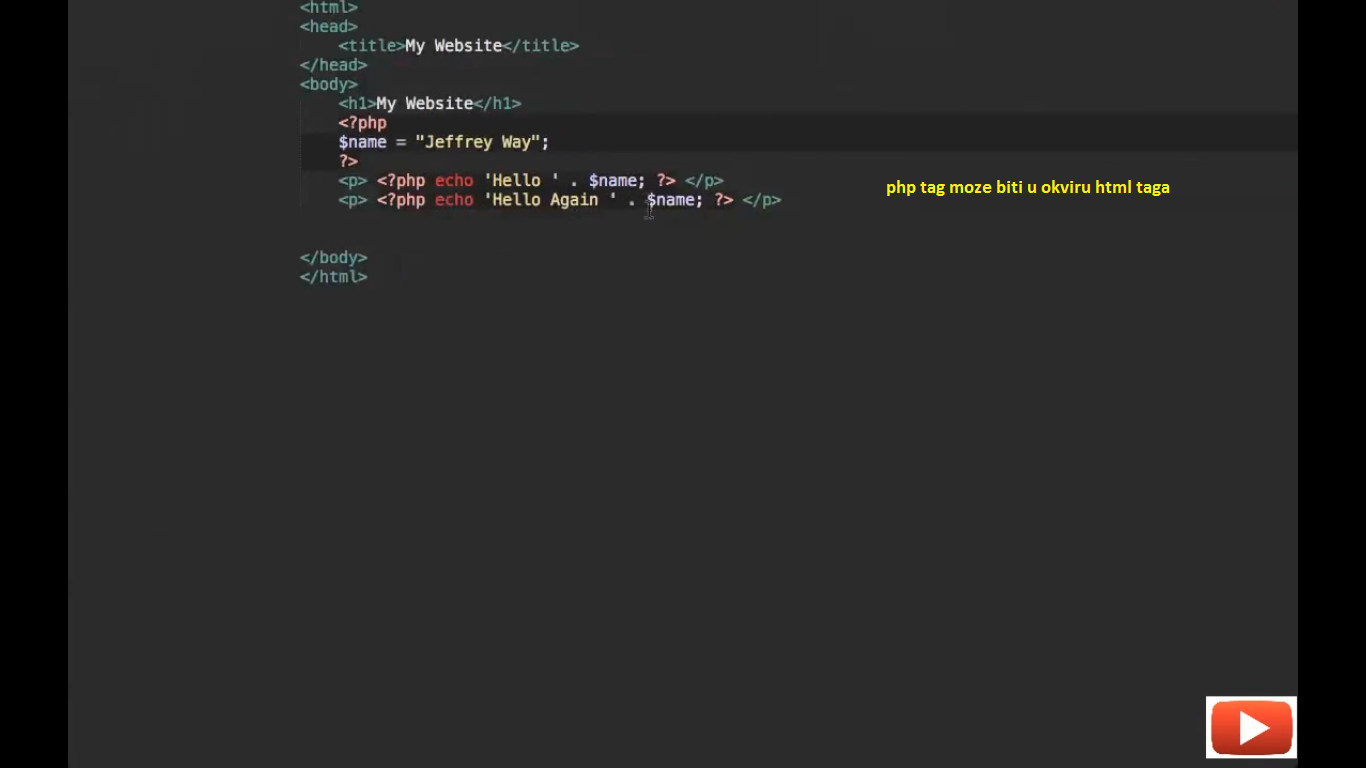 <html>
<head>
    <title>My Website</title>
</head>
<body>
    <h1>My Website</h1>
    <?php
    $name = "Jeffrey Way";
    ?>
    <p> <?php echo 'Hello ' . $name; ?> </p>
    <p> <?php echo 'Hello Again ' . $name; ?> </p>
php tag moze biti u okviru html taga
</body>
</html>